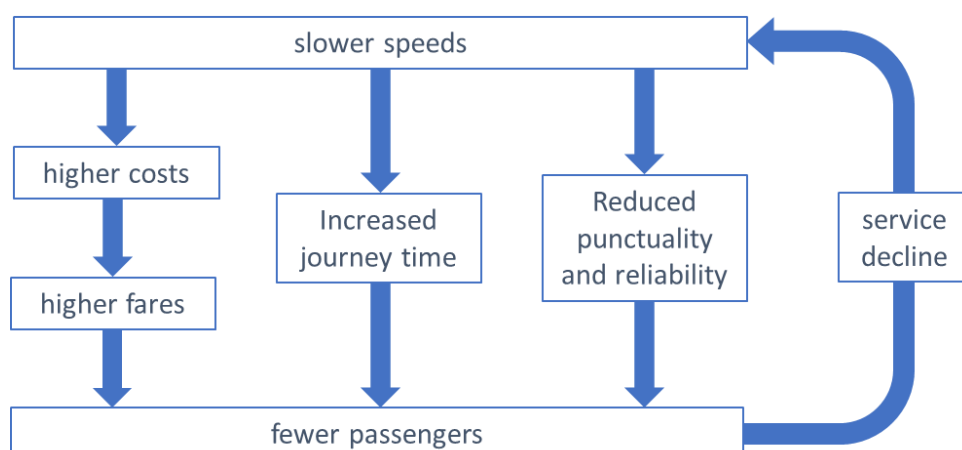 slower speeds
higher costs
higher fares
Increased
journey time
Reduced
punctuality
and reliability
service
decline
fewer passengers